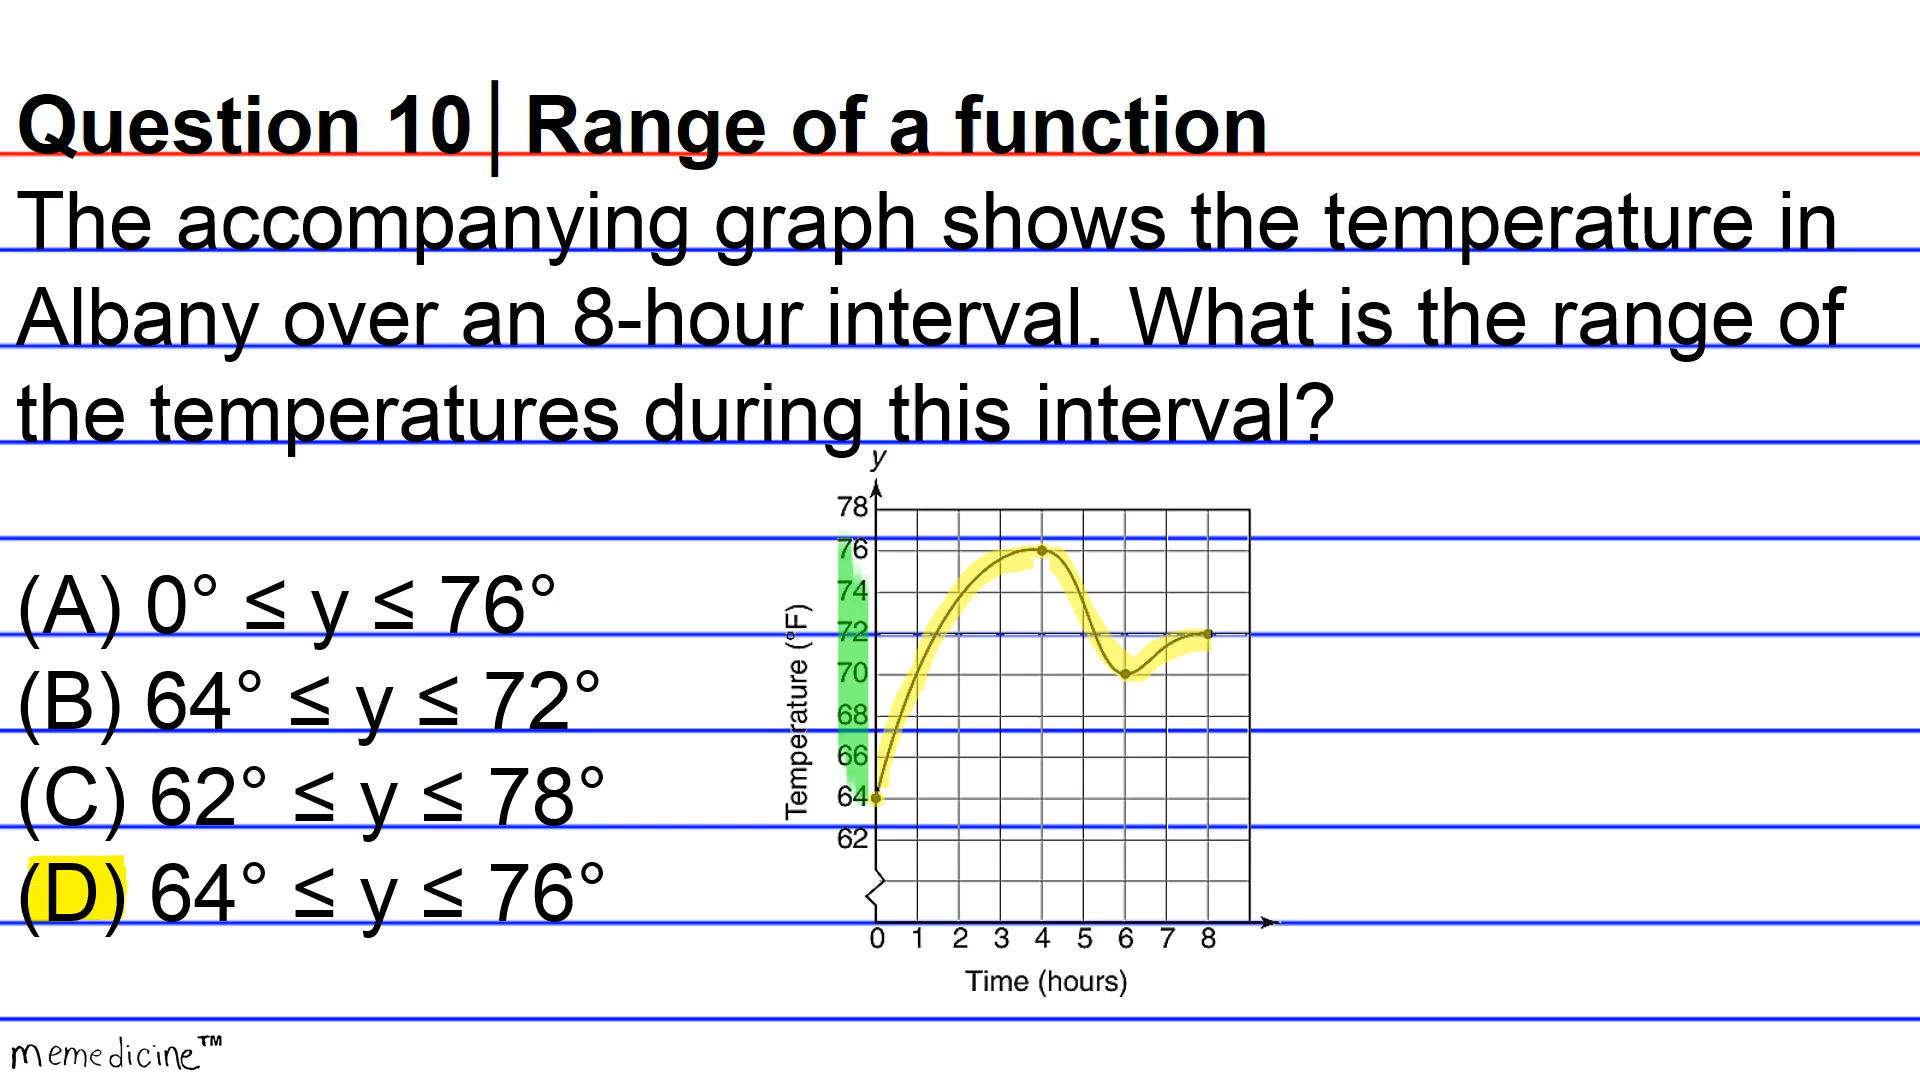 Question 10| Range of a function
The accompanying graph shows the temperature in
Albany over an 8-hour interval. What is the range of
the temperatures during this interval?
(A) 0° ≤ y ≤ 76°
(B) 64° ≤ y ≤ 72°
(C) 62° ≤ y ≤ 78°
(D) 64° ≤ y ≤ 76°
y
78
76
74
72
70
68
66
64
62
Temperature (°F)
0 1 2 3 4 5 6 7 8
Time (hours)
memedicine™